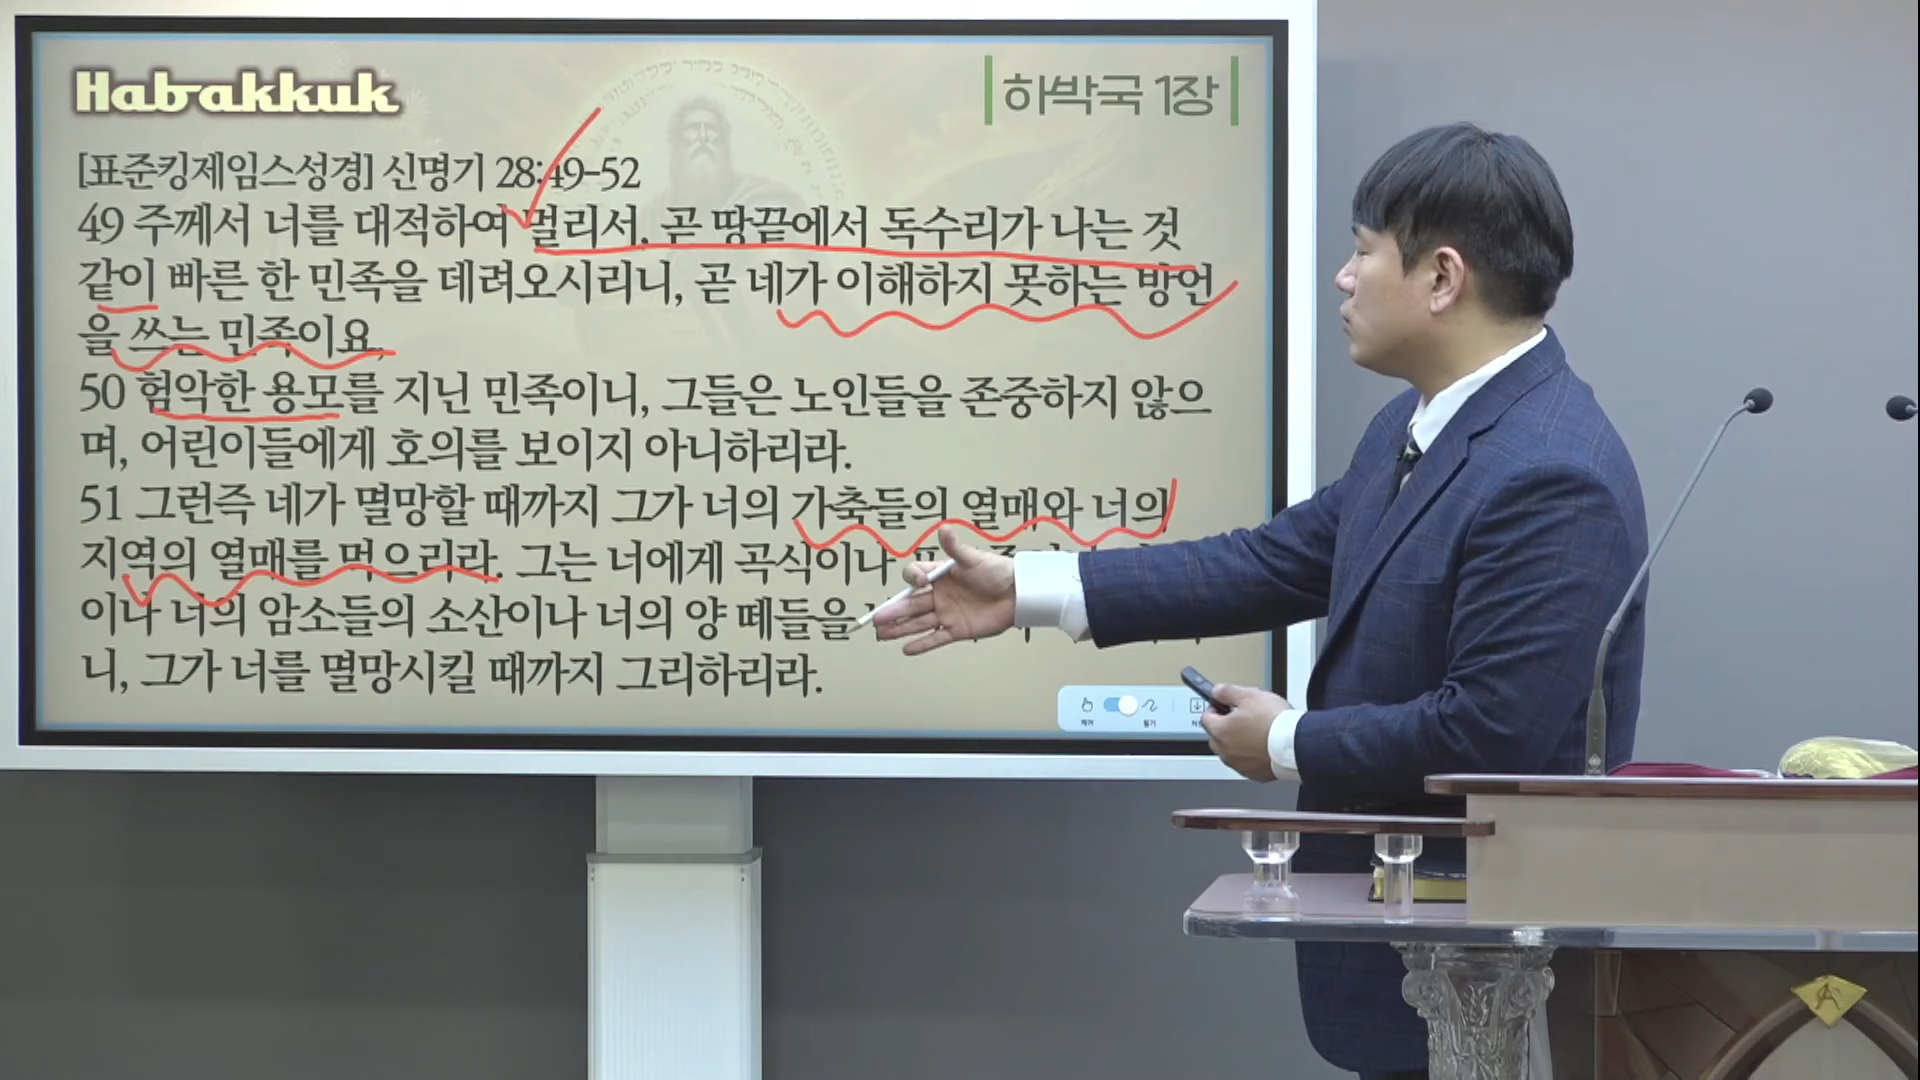 Habakkuk
하박국 1장
[표준킹제임스성경] 신명기 28:49-52
49 주께서 너를 대적하여 멀리서, 곧 땅끝에서 독수리가 나는 것
같이 빠른 한 민족을 데려오시리니, 곧 네가 이해하지 못하는 방언
을 쓰는 민족이요,
50 험악한 용모를 지닌 민족이니, 그들은 노인들을 존중하지 않으
며, 어린이들에게 호의를 보이지 아니하리라.
51 그런즉 네가 멸망할 때까지 그가 너의 가축들의 열매와 너의
지역의 열매를 먹으리라. 그는 너에게 곡식이나
이나 너의 암소들의 소산이나 너의 양 떼들을
니, 그가 너를 멸망시킬 때까지 그리하리라.
제어 필기